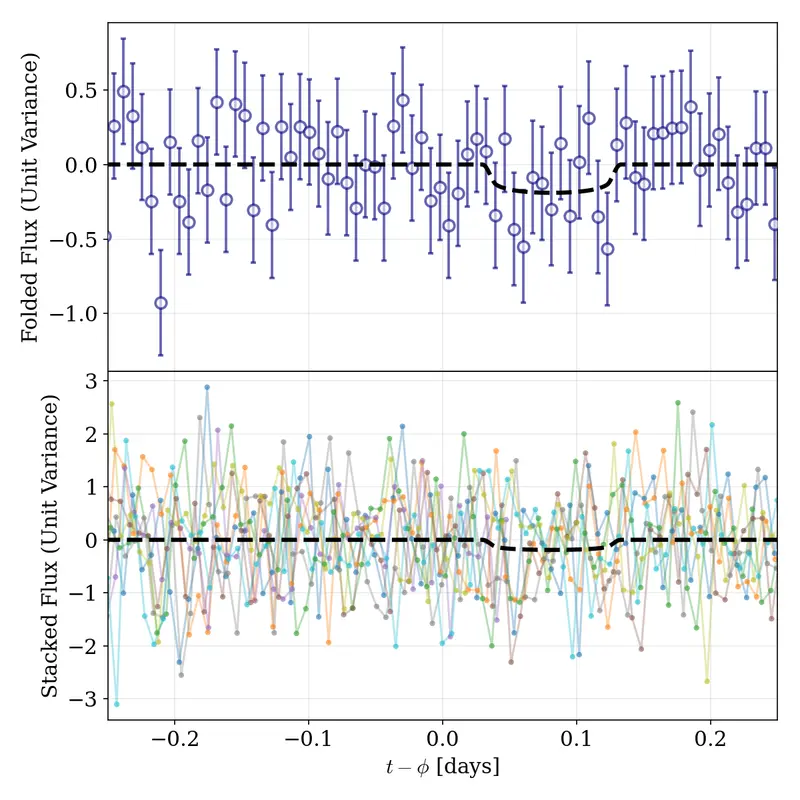 Folded Flux (Unit Variance)
0.5
0.0
−0.5
−1.0
Stacked Flux (Unit Variance)
3
2
1
0
−1
−2
−3
−0.2 −0.1 0.0 0.1 0.2
t − ϕ [days]